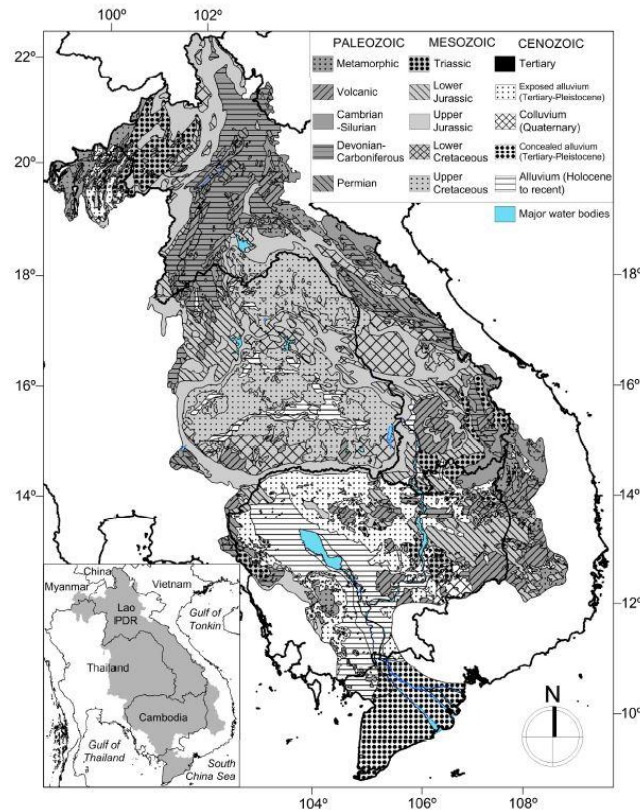 100º 102º
22º
20º
18º
16º
14º
18º
16º
14º
12º
10º
104º 106º 108º
PALEOZOIC
Metamorphic
Volcanic
Cambrian
-Silurian
Devonian-
Carboniferous
Permian
MESOZOIC
Triassic
Lower
Jurassic
Upper
Jurassic
Lower
Cretaceous
Upper
Cretaceous
CENOZOIC
Tertiary
Exposed alluvium
(Tertiary-Pleistocene)
Colluvium
(Quaternary)
Concealed alluvium
(Tertiary-Pleistocene)
Alluvium (Holocene
to recent)
Major water bodies
China
Myanmar
Vietnam
Lao
IPDR
Gulf of
Tonkin
Thailand
Cambodia
Gulf of
Thailand
South
China Sea
N